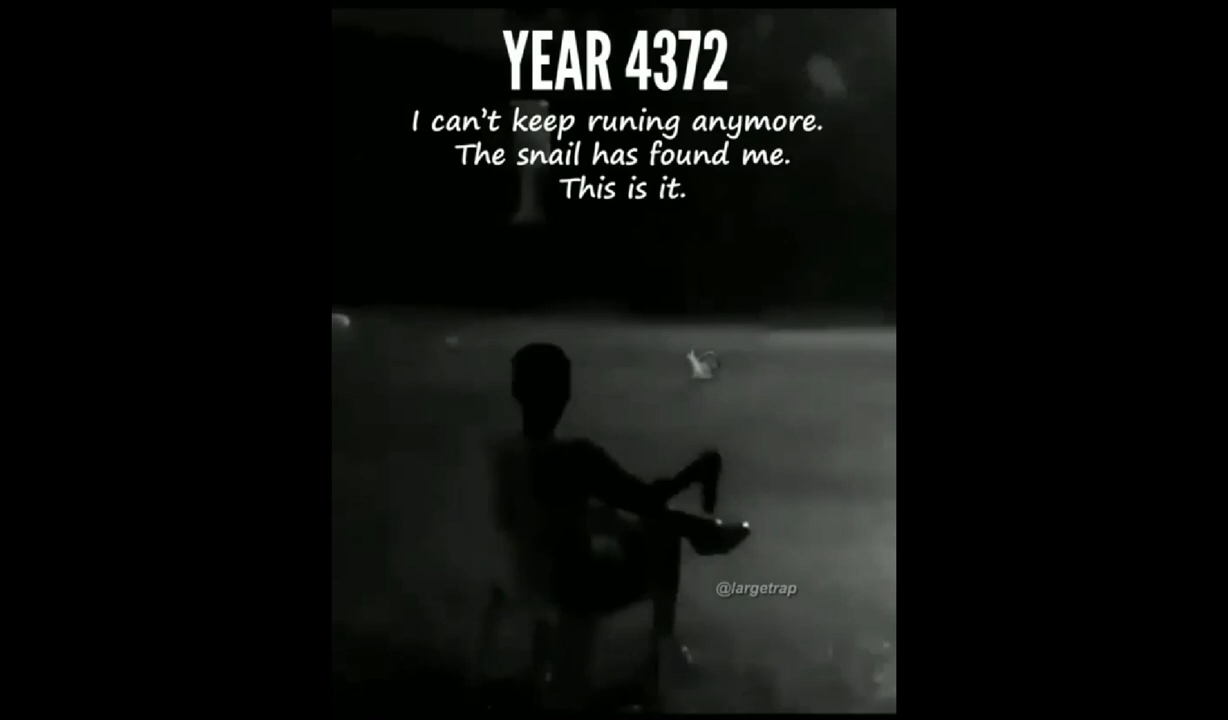 YEAR 4372
I can't keep runing anymore.
The snail has found me.
This is it.
@largetrap